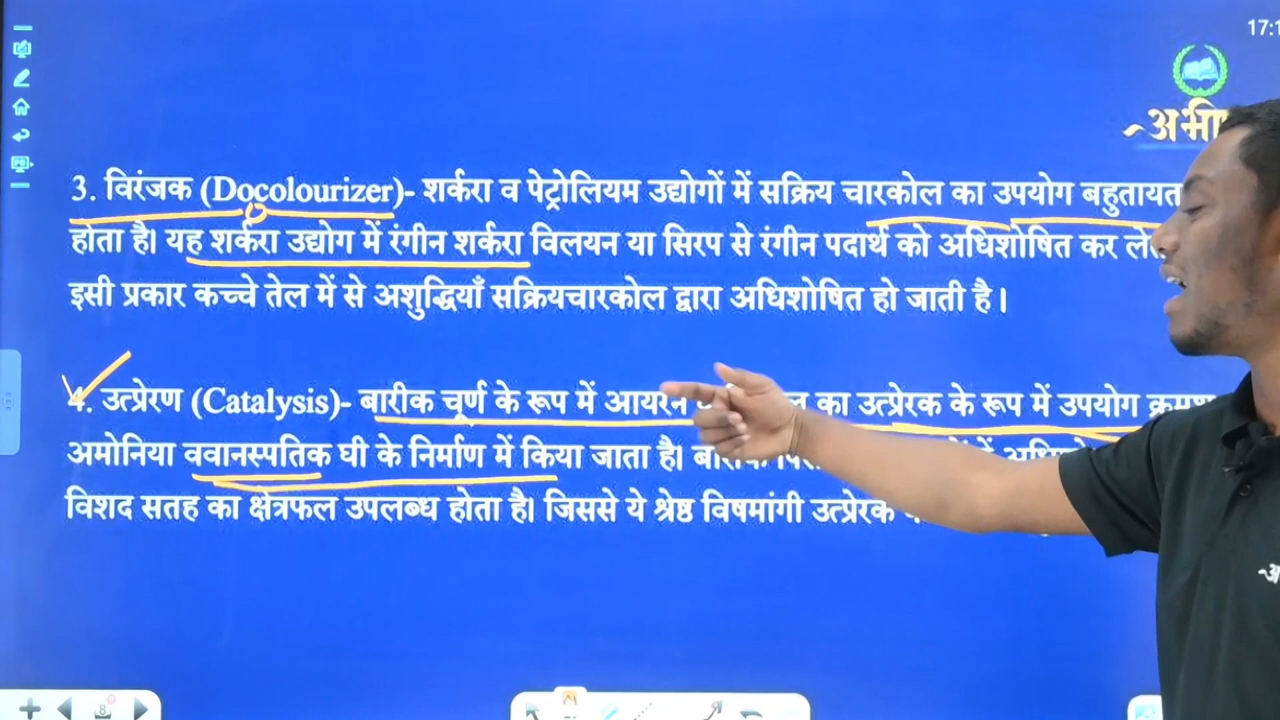 17:1
~अभी
3. विरंजक (Docolourizer)- शर्करा व पेट्रोलियम उद्योगों में सक्रिय चारकोल का उपयोग बहुतायत
होता है। यह शर्करा उद्योग में रंगीन शर्करा विलयन या सिरप से रंगीन पदार्थ को अधिशोषित कर
इसी प्रकार कच्चे तेल में से अशुद्धियाँ सक्रियचारकोल द्वारा अधिशोषित हो जाती है।
4. उत्प्रेरण (Catalysis)- बारीक चूर्ण के रूप में आयरन का उत्प्रेरक के रूप में उपयोग
अमोनिया ववानस्पतिक घी के निर्माण में किया जाता है।
विशद सतह का क्षेत्रफल उपलब्ध होता है। जिससे ये श्रेष्ठ विषमांगी उत्प्रेरक
8